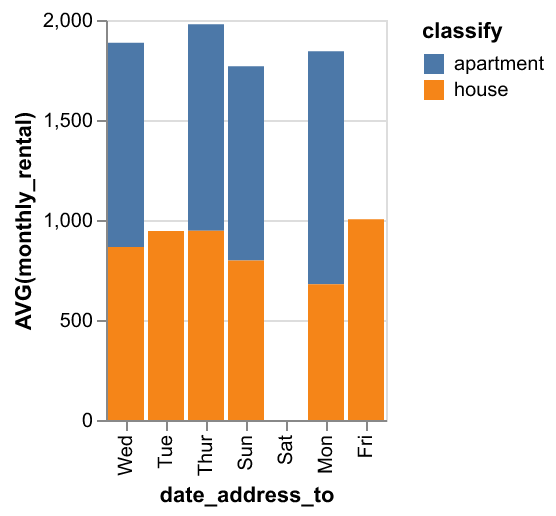 2,000
1,500
1,000
500
0
AVG(monthly_rental)
Wed
Tue
Thur
Sun
Sat
Mon
Fri
date_address_to
classify
apartment
house